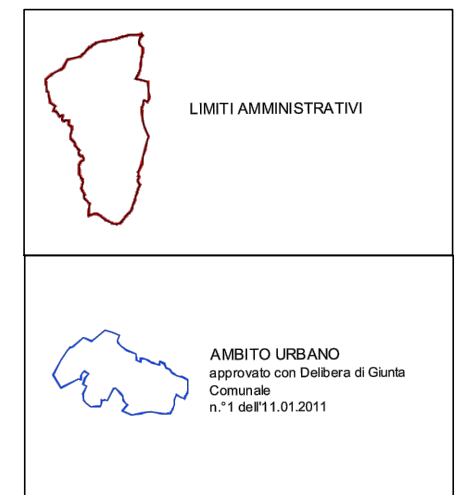 LIMITI AMMINISTRATIVI
AMBITO URBANO
approvato con Delibera di Giunta
Comunale
n.°1 dell'11.01.2011